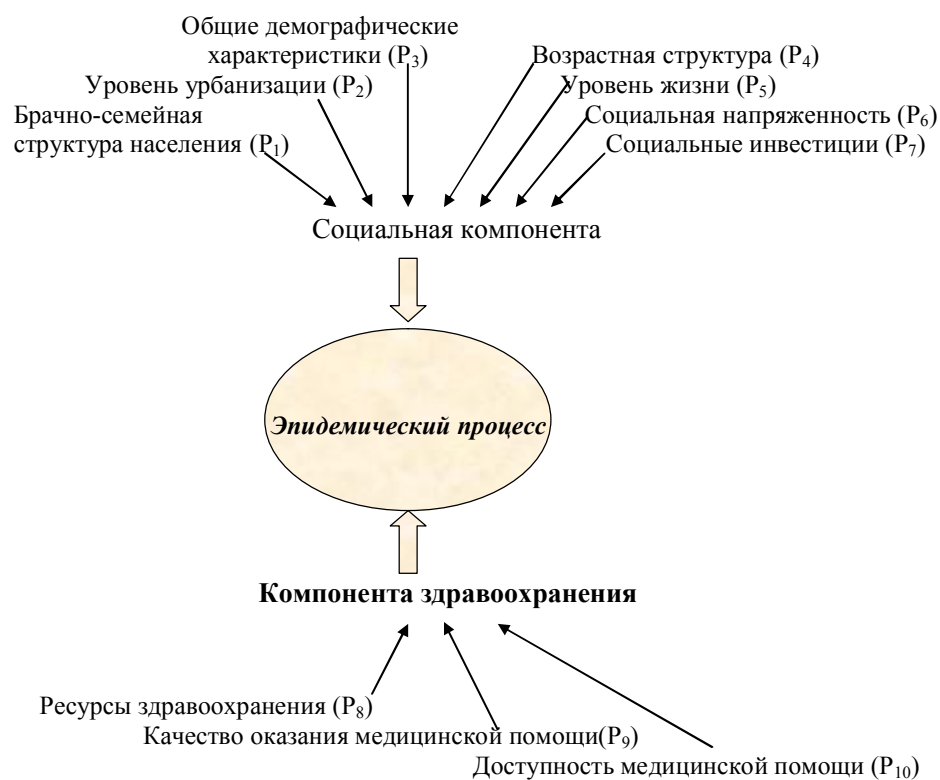 Общие демографические
характеристики (P₃)
Возрастная структура (P₄)
Уровень урбанизации (P₂)
Уровень жизни (P₅)
Брачно-семейная
структура населения (P₁)
Социальная напряженность (P₆)
Социальные инвестиции (P₇)
Социальная компонента
Эпидемический процесс
Компонента здравоохранения
Ресурсы здравоохранения (P₈)
Качество оказания медицинской помощи(P₉)
Доступность медицинской помощи (P₁₀)